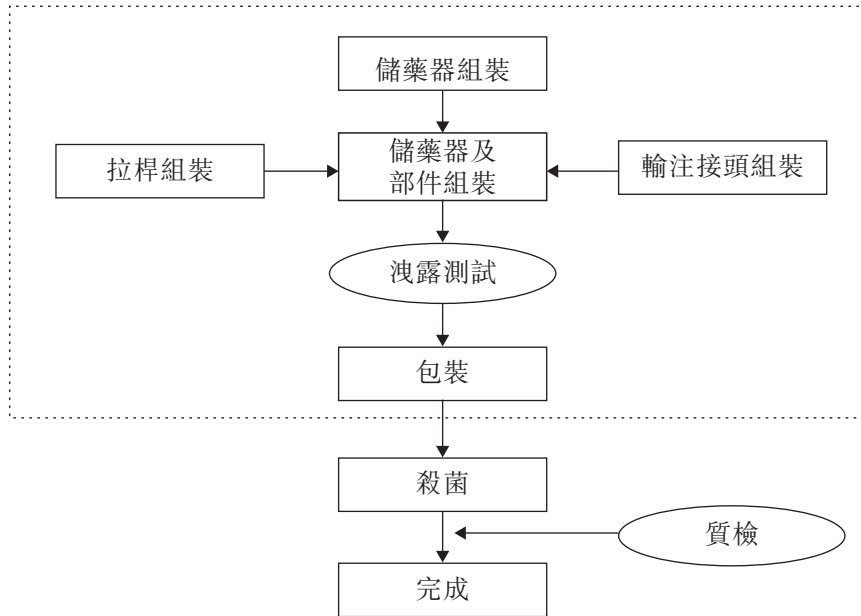 儲藥器組裝
拉桿組裝
儲藥器及
部件組裝
輸注接頭組裝
洩露測試
包裝
殺菌
質檢
完成